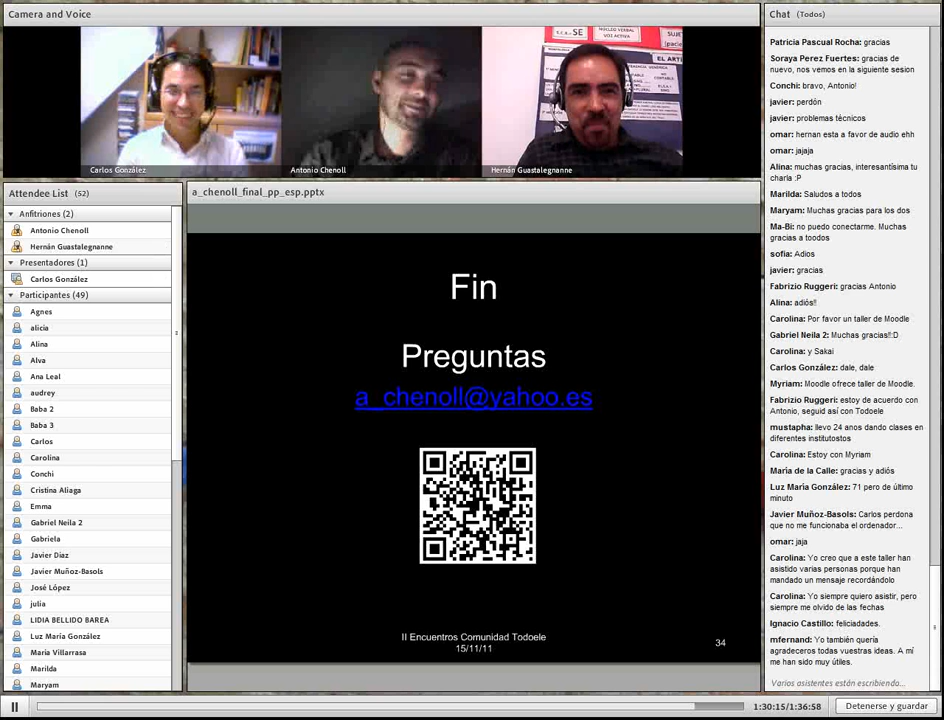 Camera and Voice
S.E.R.= SE
NÚCLEO VERBAL
VOZ ACTIVA
EL ARTÍ
Carlos González
Antonio Chenoll
Hernán Guastalegnanne
Attendee List (52)
Anfitriones (2)
Antonio Chenoll
Hernán Guastalegnanne
Presentadores (1)
Carlos González
Participantes (49)
Agnes
alicia
Alina
Alva
Ana Leal
audrey
Baba 2
Baba 3
Carlos
Carolina
Conchi
Cristina Aliaga
Emma
Gabriel Neila 2
Gabriela
Javier Diaz
Javier Muñoz-Basols
José López
julia
LIDIA BELLIDO BAREA
Luz María González
María Villarrasa
Marilda
Maryam
a_chenoll_final_pp_esp.pptx
Fin
Preguntas
a_chenoll@yahoo.es
II Encuentros Comunidad Todoele
15/11/11
34
Chat (Todos)
Patricia Pascual Rocha: gracias
Soraya Perez Fuertes: gracias de
nuevo, nos vemos en la siguiente sesion
Conchi: bravo, Antonio!
javier: perdón
javier: problemas técnicos
omar: hernan esta a favor de audio ehh
omar: jajaja
Alina: muchas gracias, interesantísima tu
charla :P
Marilda: Saludos a todos
Maryam: Muchas gracias para los dos
Ma-Bi: no puedo conectarme. Muchas
gracias a toodos
sofia: Adios
javier: gracias
Fabrizio Ruggeri: gracias Antonio
Alina: adiós!!
Carolina: Por favor un taller de Moodle
Gabriel Neila 2: Muchas gracias!!:D
Carolina: y Sakai
Carlos González: dale, dale
Myriam: Moodle ofrece taller de Moodle.
Fabrizio Ruggeri: estoy de acuerdo con
Antonio, seguid así con Todoele
mustapha: llevo 24 anos dando clases en
diferentes institutostos
Carolina: Estoy con Myriam
María de la Calle: gracias y adiós
Luz María González: 71 pero de último
minuto
Javier Muñoz-Basols: Carlos perdona
que no me funcionaba el ordenador...
omar: jaja
Carolina: Yo creo que a este taller han
asistido varias personas porque han
mandado un mensaje recordándolo
Carolina: Yo siempre quiero asistir, pero
siempre me olvido de las fechas
Ignacio Castillo: feliciadades.
mfernand: Yo también quería
agradeceros todas vuestras ideas. A mí
me han sido muy útiles.
Varios asistentes están escribiendo...
1:30:15/1:36:58
Detenerse y guardar